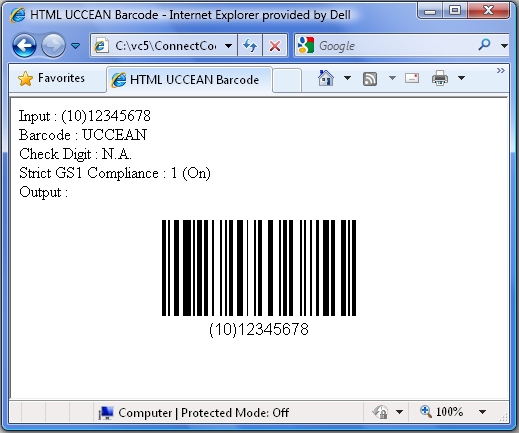 HTML UCCEAN Barcode - Internet Explorer provided by Dell
C:\vc5\ConnectCo
Google
Favorites
HTML UCCEAN Barcode
Input : (10)12345678
Barcode : UCCEAN
Check Digit : N.A.
Strict GS1 Compliance : 1 (On)
Output :
(10)12345678
Computer | Protected Mode: Off
100%